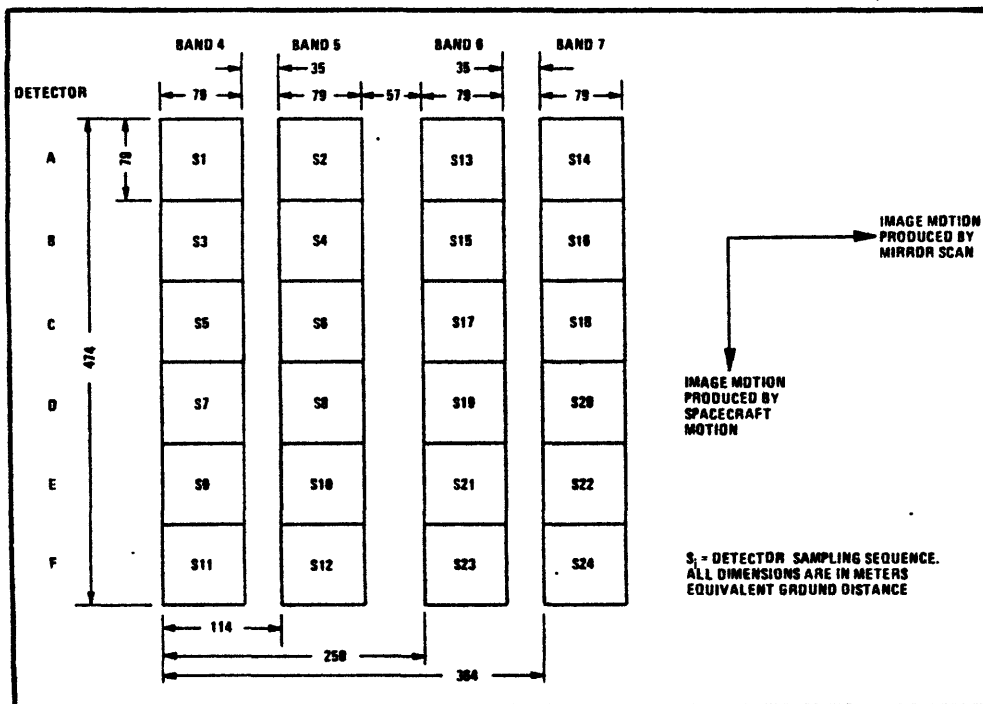 BAND 4 BAND 5 BAND 6 BAND 7
35 35
DETECTOR 79 79 57 79 79
A 79 S1 S2 S13 S14
B S3 S4 S15 S16
IMAGE MOTION
PRODUCED BY
MIRROR SCAN
C S5 S6 S17 S18
474
D S7 S8 S19 S20
IMAGE MOTION
PRODUCED BY
SPACECRAFT
MOTION
E S9 S10 S21 S22
F S11 S12 S23 S24
Si = DETECTOR SAMPLING SEQUENCE.
ALL DIMENSIONS ARE IN METERS
EQUIVALENT GROUND DISTANCE
114
250
364